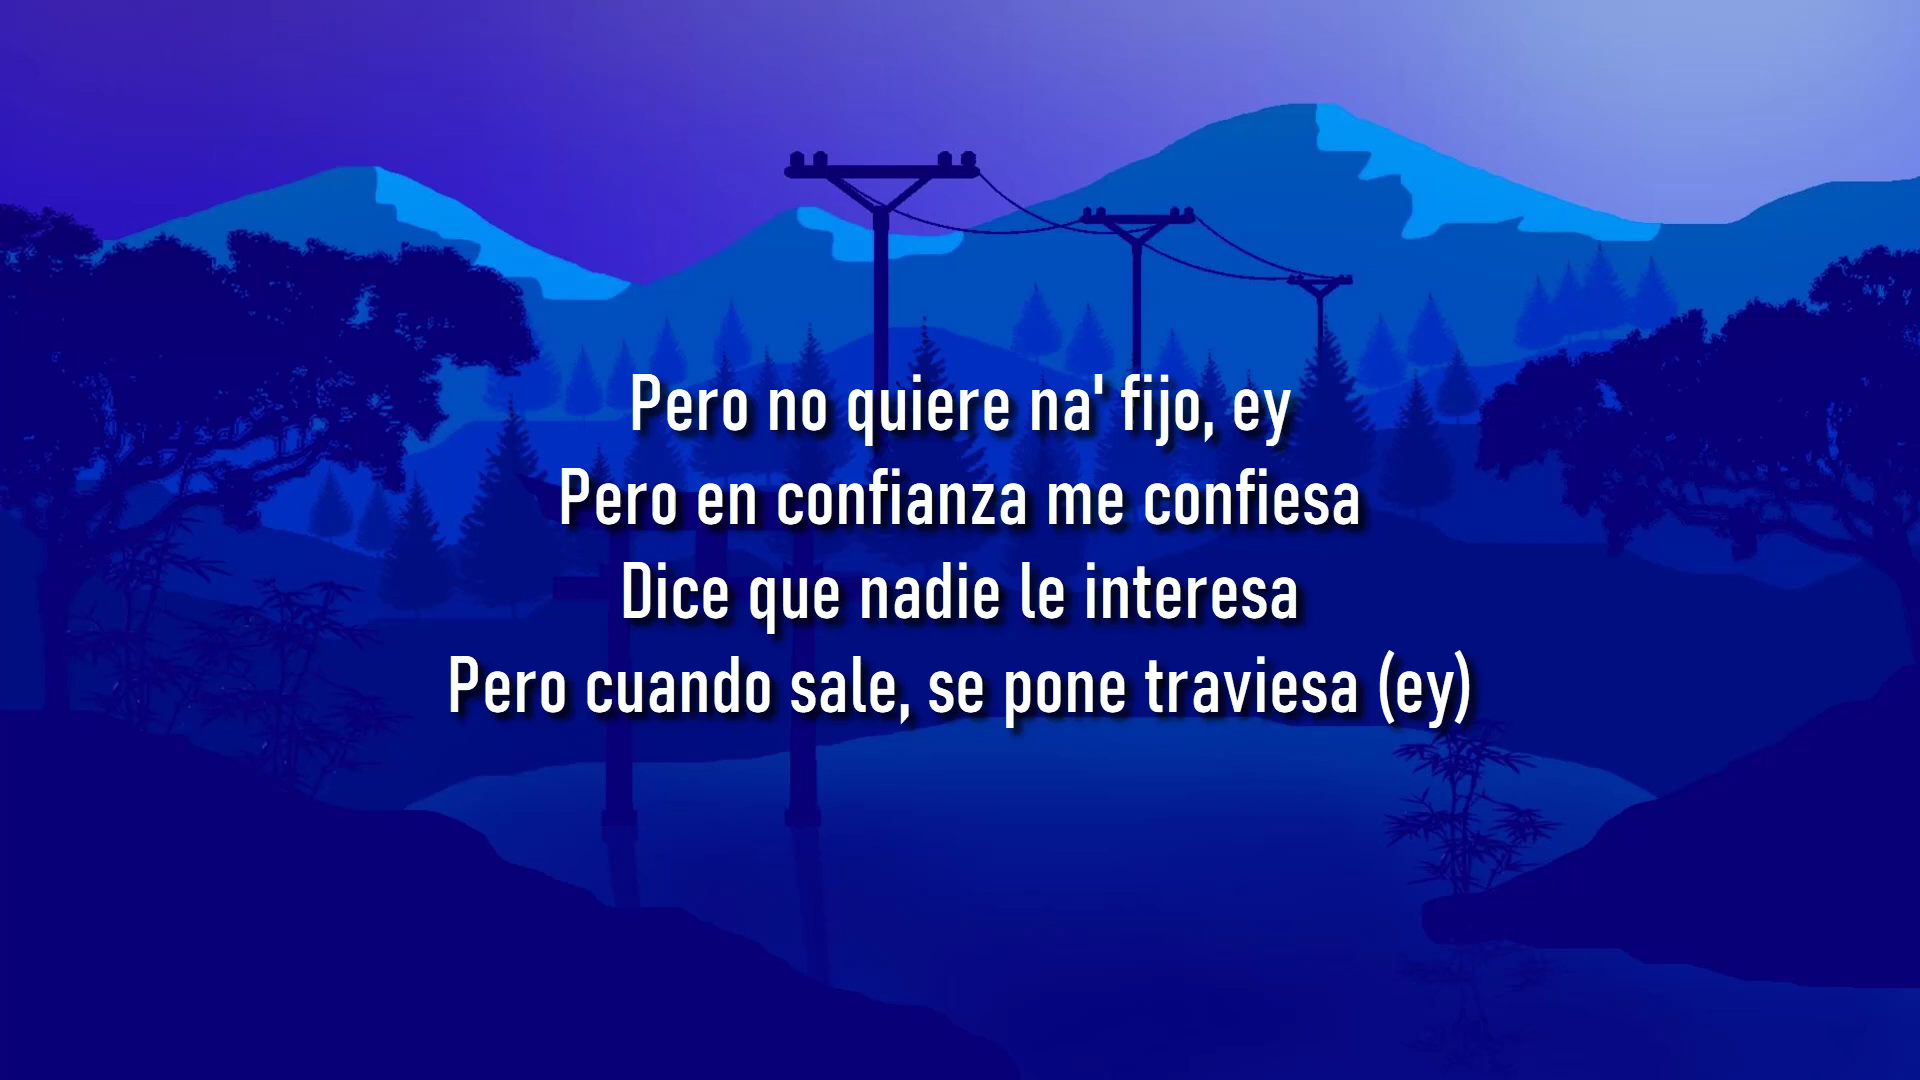 Pero no quiere na' fijo, ey
Pero en confianza me confiesa
Dice que nadie le interesa
Pero cuando sale, se pone traviesa (ey)